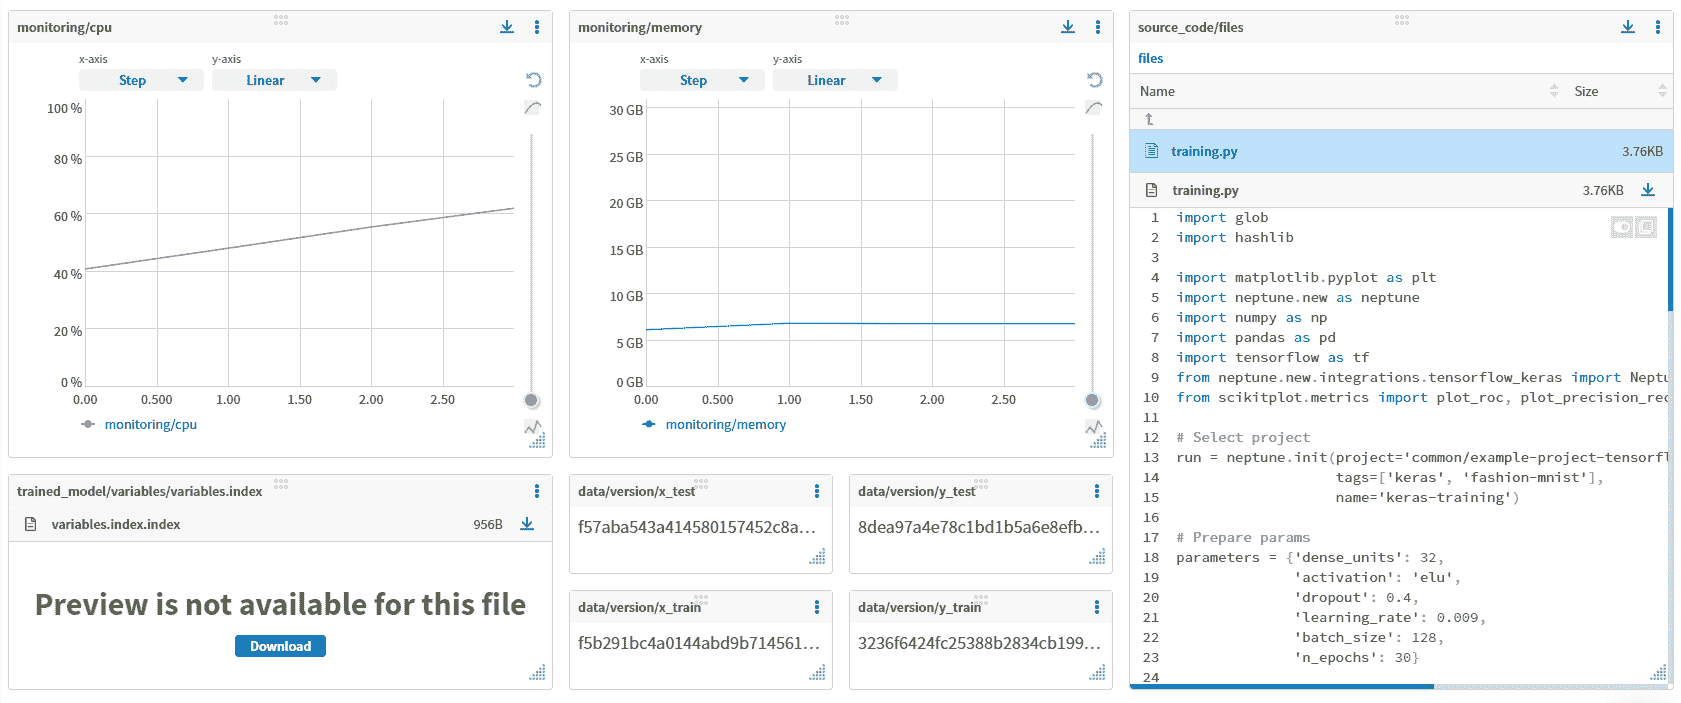 monitoring/cpu
x-axis
y-axis
Step
Linear
100 %
80 %
60 %
40 %
20 %
0 %
0.00 0.500 1.00 1.50 2.00 2.50
monitoring/cpu
monitoring/memory
x-axis
y-axis
Step
Linear
30 GB
25 GB
20 GB
15 GB
10 GB
5 GB
0 GB
0.00 0.500 1.00 1.50 2.00 2.50
monitoring/memory
trained_model/variables/variables.index
variables.index.index 956B
Preview is not available for this file
Download
data/version/x_test
f57aba543a414580157452c8a...
data/version/y_test
8dea97a4e78c1bd1b5a6e8efb...
data/version/x_train
f5b291bc4a0144abd9b714561...
data/version/y_train
3236f6424fc25388b2834cb199...
source_code/files
files
Name Size
training.py 3.76KB
training.py 3.76KB
1 import glob
2 import hashlib
3
4 import matplotlib.pyplot as plt
5 import neptune.new as neptune
6 import numpy as np
7 import pandas as pd
8 import tensorflow as tf
9 from neptune.new.integrations.tensorflow_keras import Neptu
10 from scikitplot.metrics import plot_roc, plot_precision_rec
11
12 # Select project
13 run = neptune.init(project='common/example-project-tensorfl
14 tags=['keras', 'fashion-mnist'],
15 name='keras-training')
16
17 # Prepare params
18 parameters = {'dense_units': 32,
19 'activation': 'elu',
20 'dropout': 0.4,
21 'learning_rate': 0.009,
22 'batch_size': 128,
23 'n_epochs': 30}
24